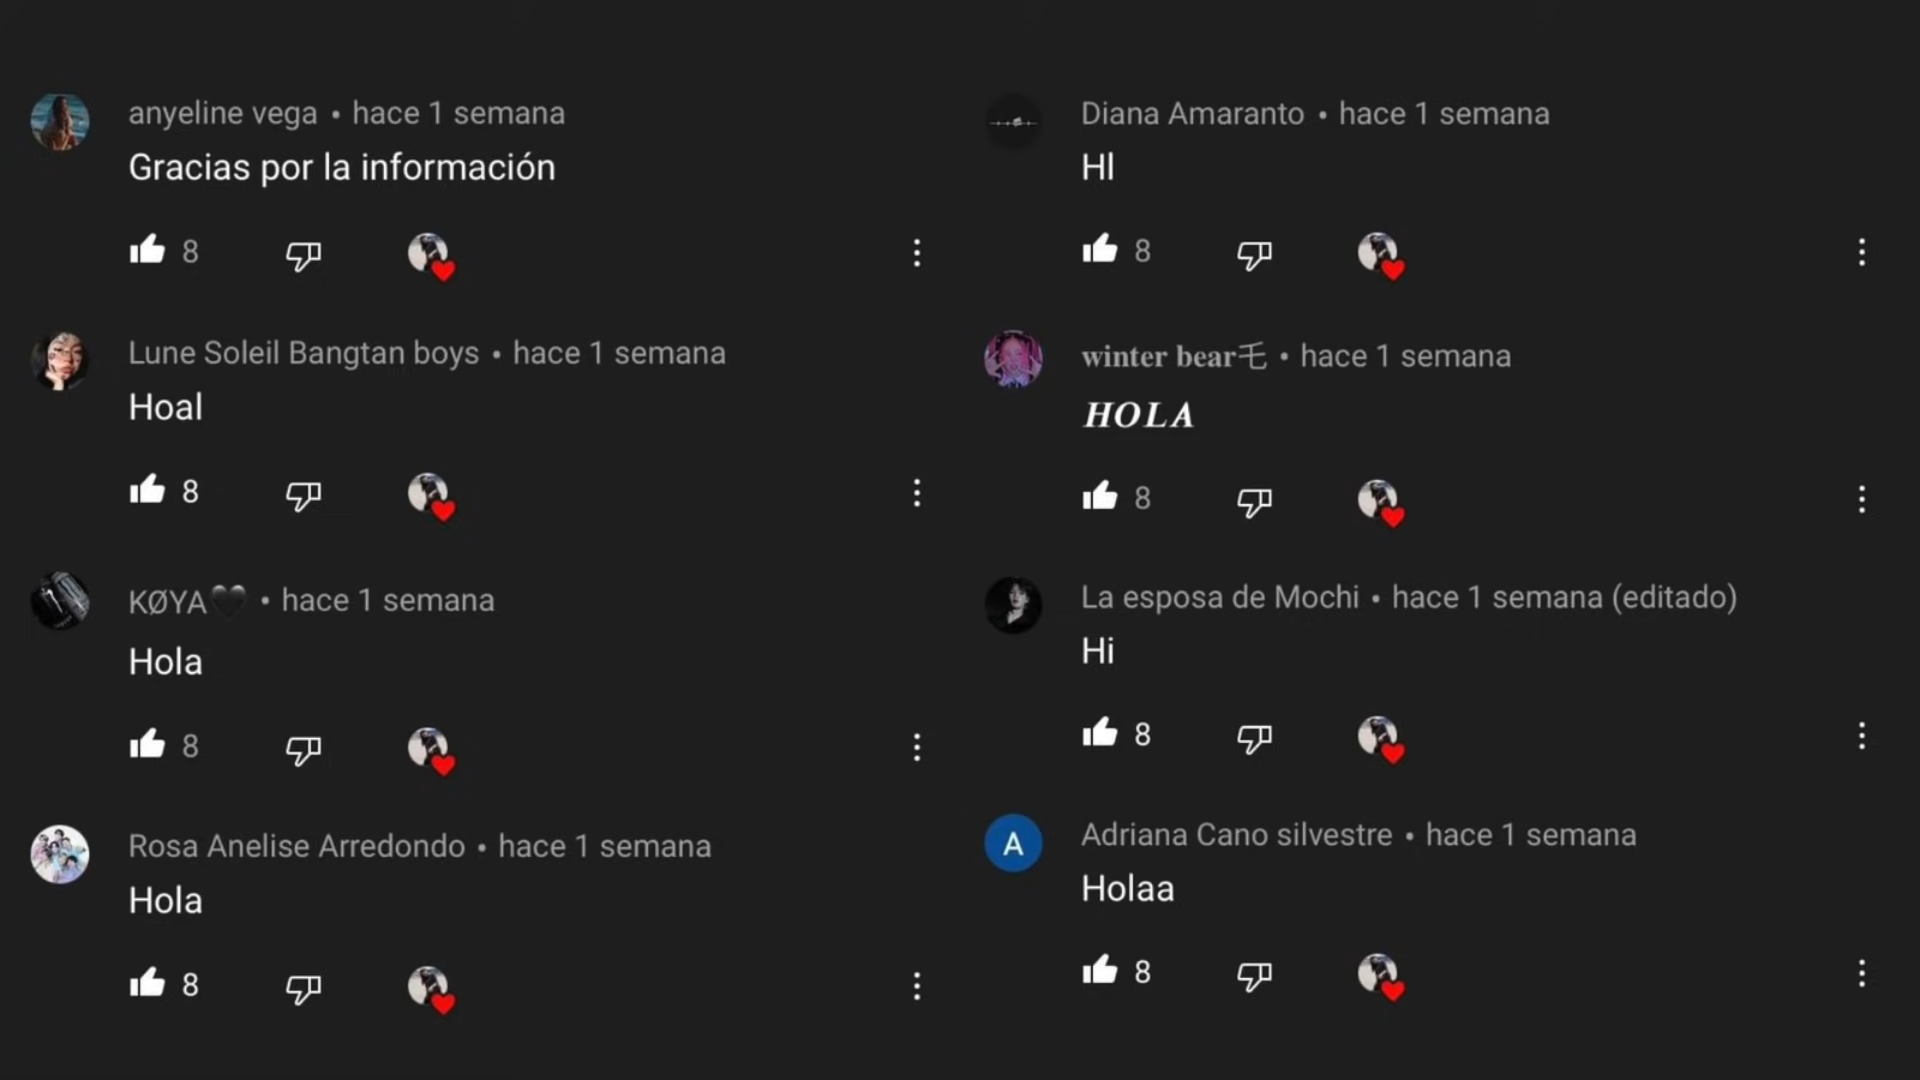 anyeline vega • hace 1 semana
Gracias por la información
8
Lune Soleil Bangtan boys • hace 1 semana
Hoal
8
KØYA🖤 • hace 1 semana
Hola
8
Rosa Anelise Arredondo • hace 1 semana
Hola
8
Diana Amaranto • hace 1 semana
Hl
8
𝐰𝐢𝐧𝐭𝐞𝐫 𝐛𝐞𝐚𝐫乇 • hace 1 semana
𝑯𝑶𝑳𝑨
8
La esposa de Mochi • hace 1 semana (editado)
Hi
8
A
Adriana Cano silvestre • hace 1 semana
Holaa
8